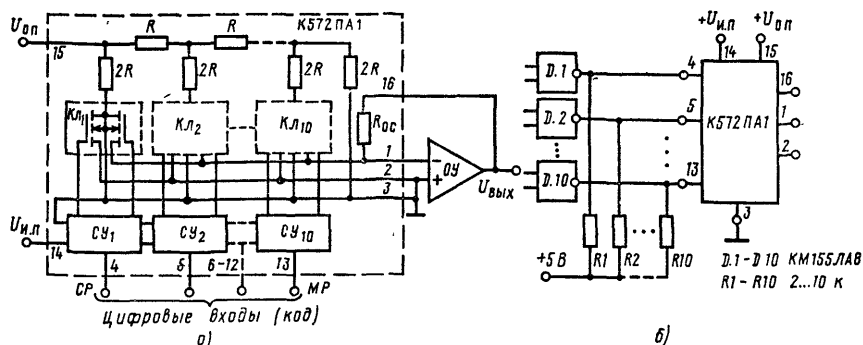 К572ПА1
Uоп
15
R
R
2R
2R
2R
2R
16
Rос
Кл1
Кл2
Кл10
1
2
3
ОУ
Uвых
Uи.п
14
СУ1
СУ2
СУ10
4
5
6-12
13
СР
МР
Цифровые входы (код)
а)
+Uи.п
+Uоп
14
15
D.1
4
16
D.2
5
К572ПА1
1
2
D.10
13
3
R1
R2
R10
+5 В
D.1-D10 КМ155ЛА8
R1-R10 2...10 к
б)